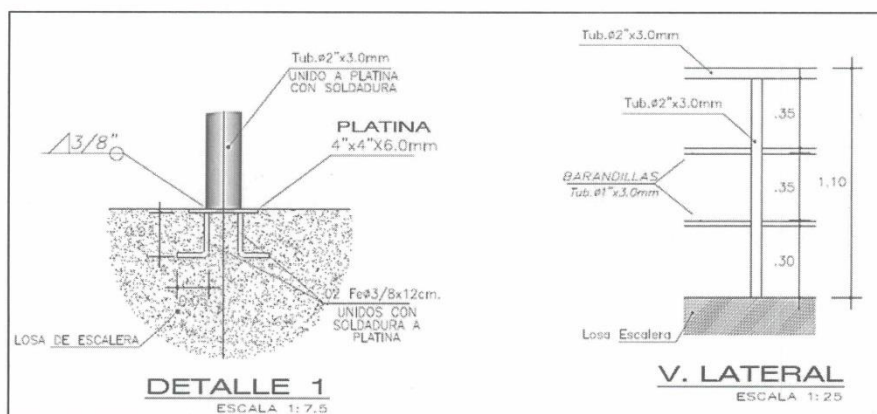 Tub.ø2"x3.0mm
UNIDO A PLATINA
CON SOLDADURA
3/8"
PLATINA
4"x4"X6.0mm
02 Feø3/8x12cm.
UNIDOS CON
SOLDADURA A
PLATINA
LOSA DE ESCALERA
DETALLE 1
ESCALA 1:7.5
Tub.ø2"x3.0mm
Tub.ø2"x3.0mm
.35
BARANDILLAS
Tub.ø1"x3.0mm
.35
1.10
.30
Losa Escalera
V. LATERAL
ESCALA 1:25